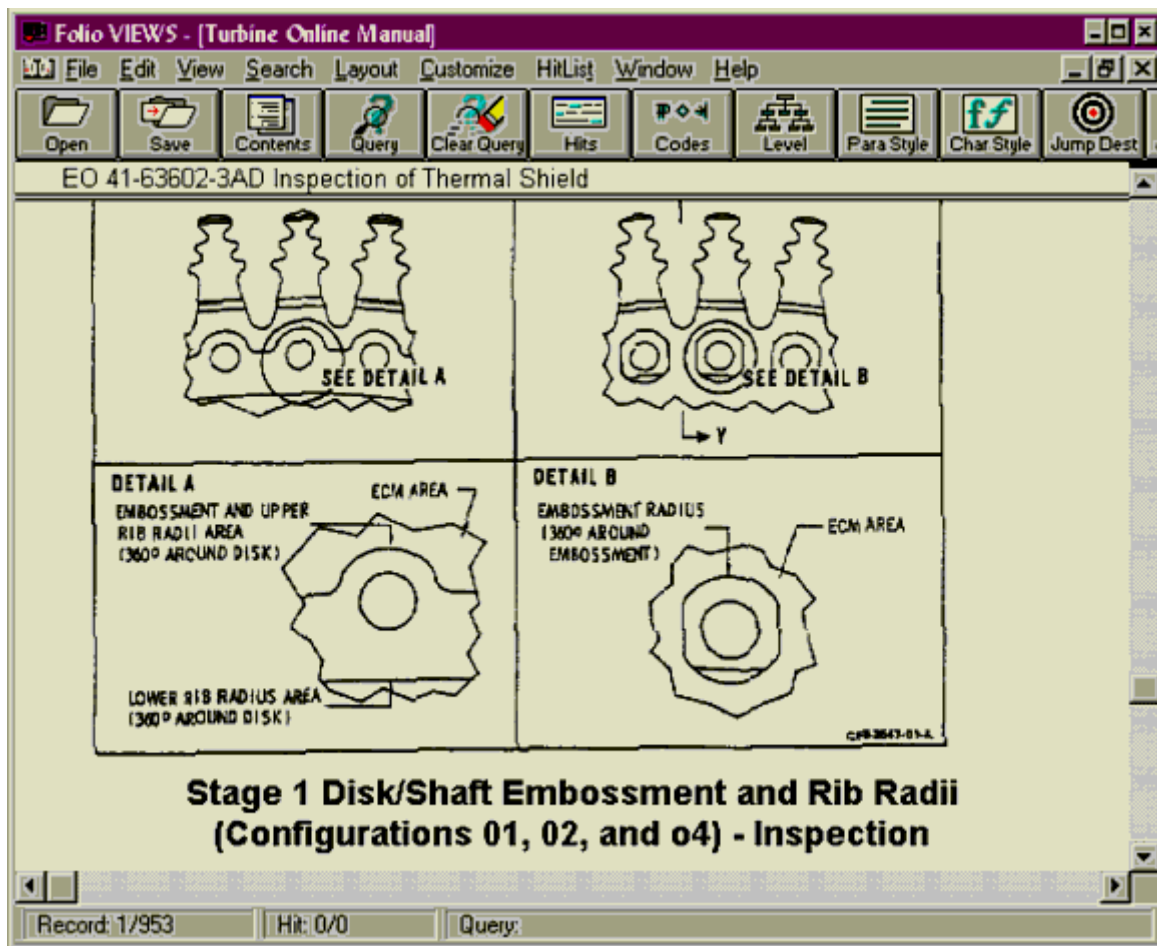 Folio VIEWS - [Turbine Online Manual]
File Edit View Search Layout Customize HitList Window Help
Open Save Contents Query Clear Query Hits Codes Level Para Style Char Style Jump Dest
EO 41-63602-3AD Inspection of Thermal Shield
SEE DETAIL A
SEE DETAIL B
Y
DETAIL A
EMBOSSMENT AND UPPER
RIB RADII AREA
(360° AROUND DISK)
ECM AREA
LOWER RIB RADIUS AREA
(360° AROUND DISK)
DETAIL B
EMBOSSMENT RADIUS
(360° AROUND
EMBOSSMENT)
ECM AREA
Stage 1 Disk/Shaft Embossment and Rib Radii
(Configurations 01, 02, and o4) - Inspection
Record: 1/953 Hit: 0/0 Query: